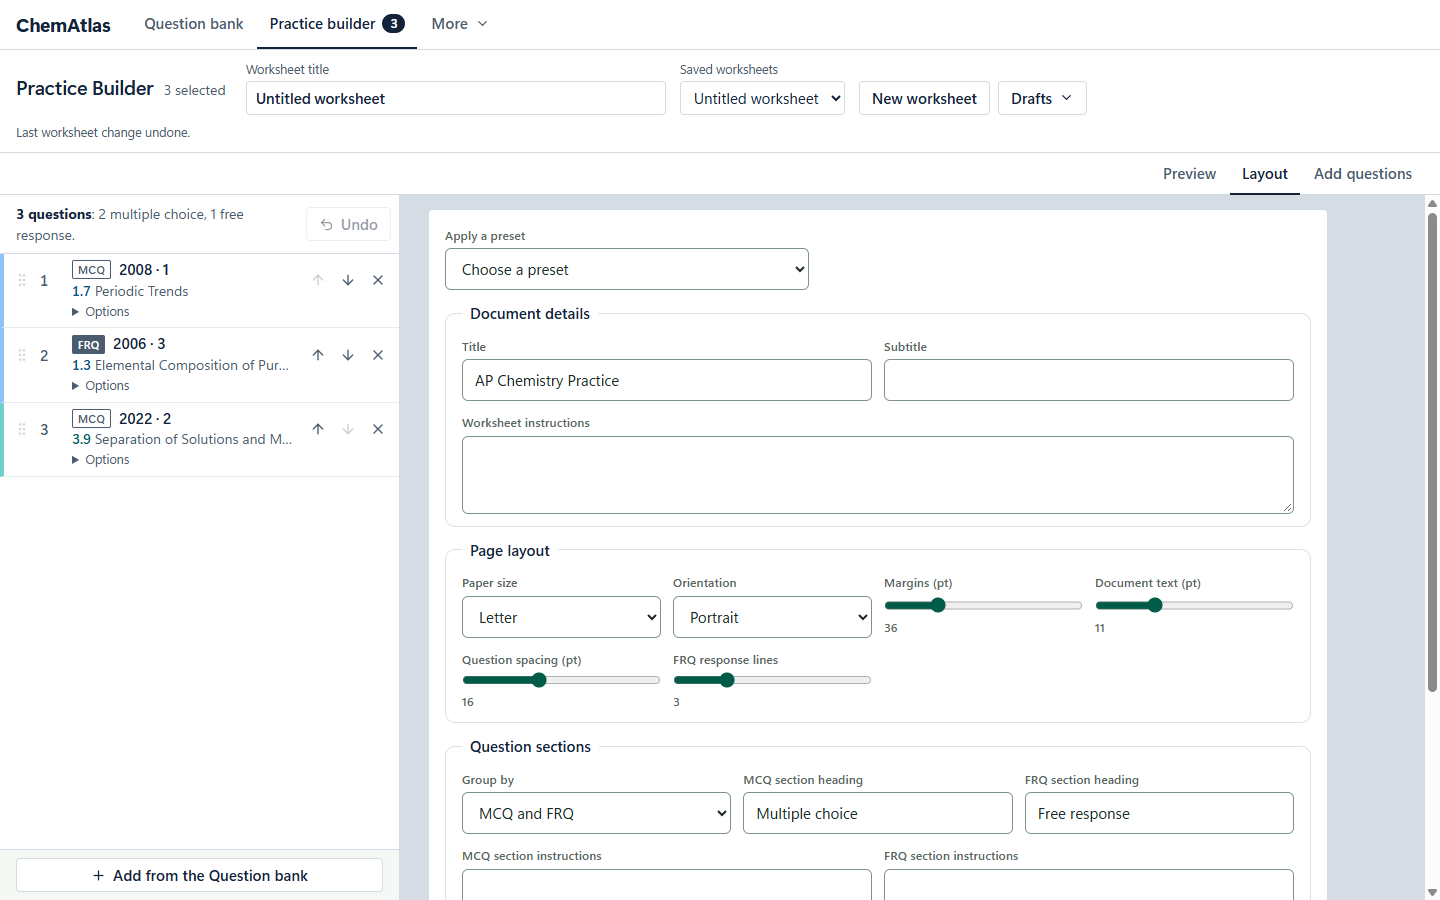 ChemAtlas
Question bank
Practice builder 3
More
Practice Builder 3 selected
Worksheet title
Untitled worksheet
Saved worksheets
Untitled worksheet
New worksheet
Drafts
Last worksheet change undone.
Preview
Layout
Add questions
3 questions: 2 multiple choice, 1 free
response.
Undo
1
MCQ 2008 · 1
1.7 Periodic Trends
Options
2
FRQ 2006 · 3
1.3 Elemental Composition of Pur...
Options
3
MCQ 2022 · 2
3.9 Separation of Solutions and M...
Options
+ Add from the Question bank
Apply a preset
Choose a preset
Document details
Title
AP Chemistry Practice
Subtitle
Worksheet instructions
Page layout
Paper size
Letter
Orientation
Portrait
Margins (pt)
36
Document text (pt)
11
Question spacing (pt)
16
FRQ response lines
3
Question sections
Group by
MCQ and FRQ
MCQ section heading
Multiple choice
FRQ section heading
Free response
MCQ section instructions
FRQ section instructions